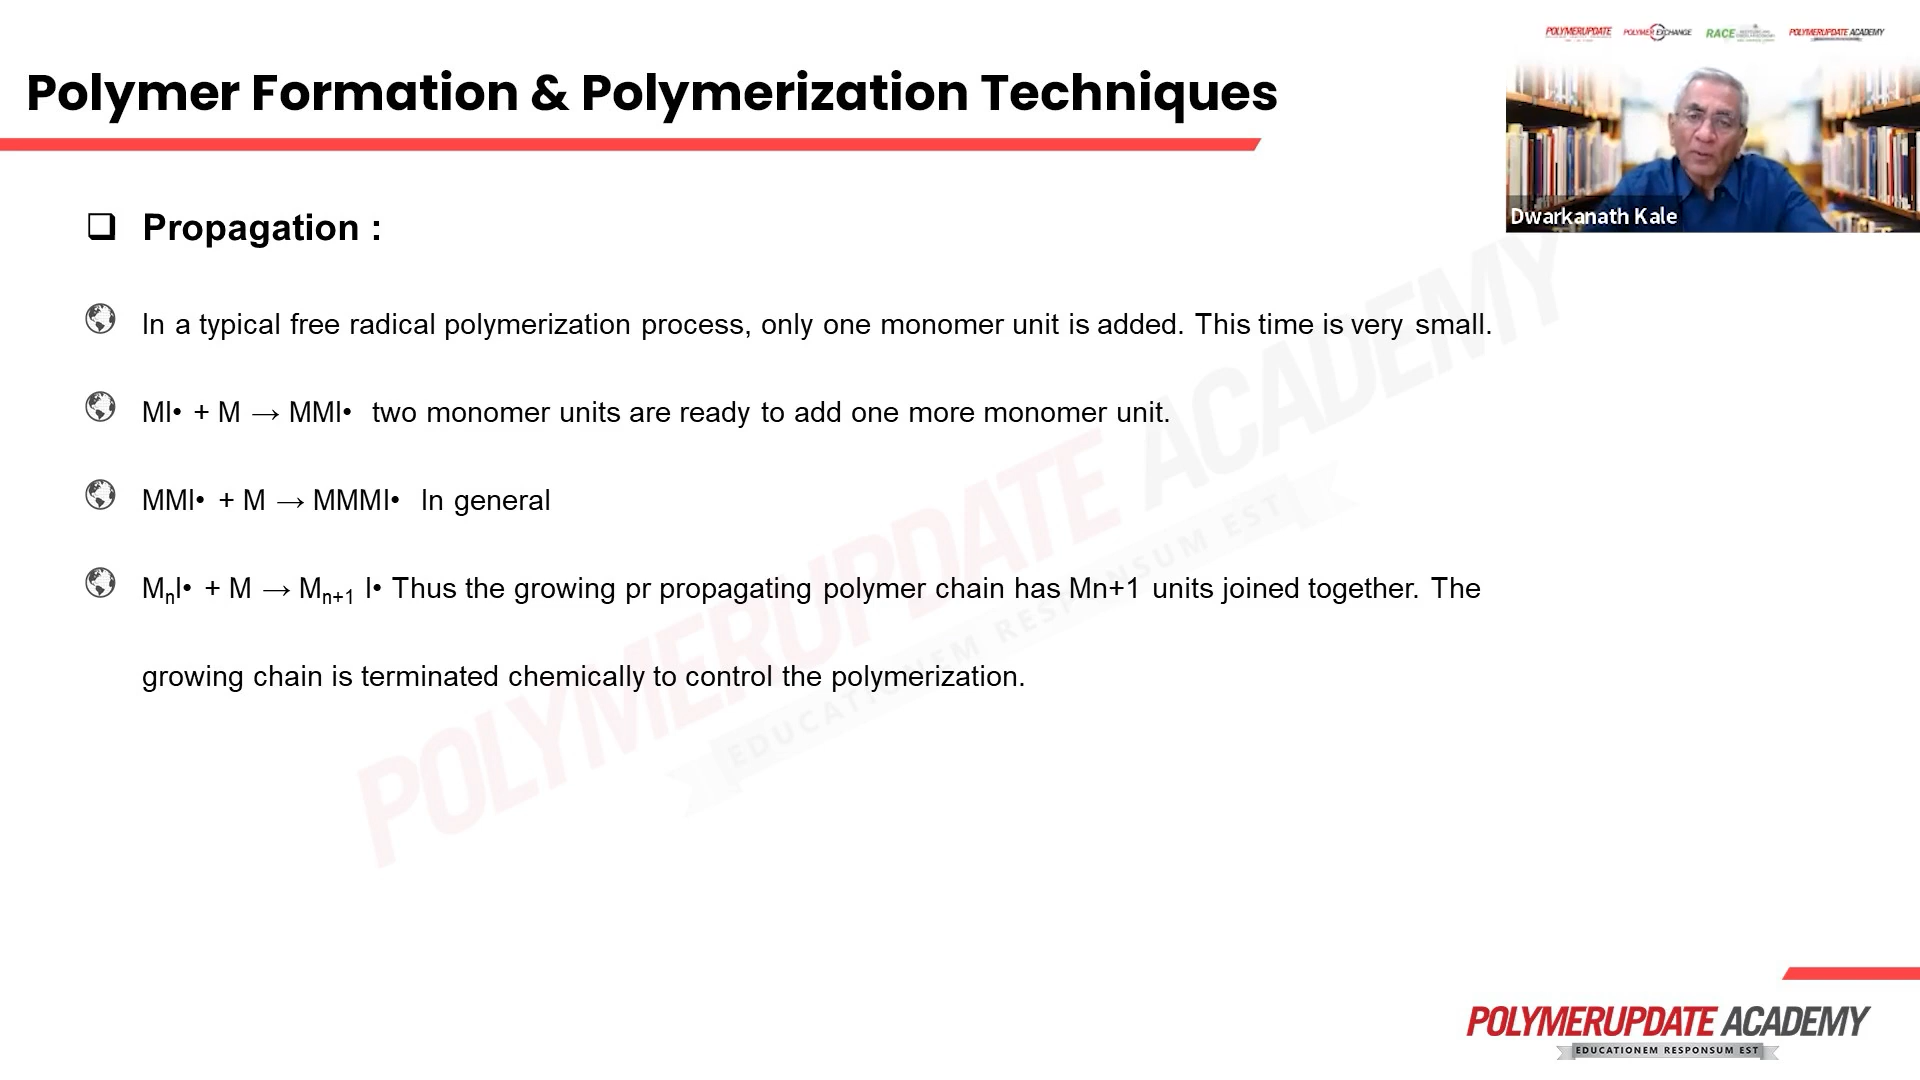 POLYMERUPDATE POLYMER EXCHANGE RACE POLYMERUPDATE ACADEMY
Polymer Formation & Polymerization Techniques
Dwarkanath Kale
❑ Propagation :
In a typical free radical polymerization process, only one monomer unit is added. This time is very small.
MI• + M → MMI• two monomer units are ready to add one more monomer unit.
MMI• + M → MMMI• In general
MₙI• + M → Mₙ₊₁ I• Thus the growing pr propagating polymer chain has Mn+1 units joined together. The
growing chain is terminated chemically to control the polymerization.
POLYMERUPDATE ACADEMY
EDUCATIONEM RESPONSUM EST
POLYMERUPDATE ACADEMY
EDUCATIONEM RESPONSUM EST